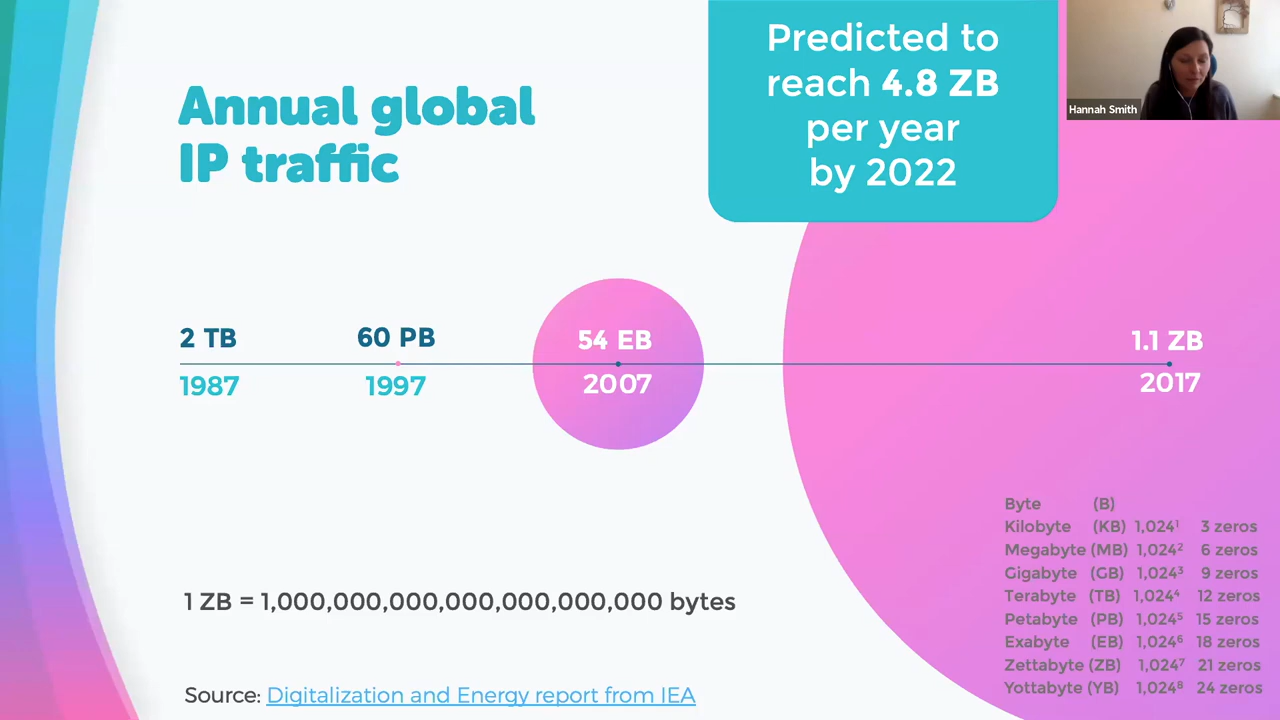 Annual global
IP traffic
Predicted to
reach 4.8 ZB
per year
by 2022
Hannah Smith
2 TB
1987
60 PB
1997
54 EB
2007
1.1 ZB
2017
Byte (B)
Kilobyte (KB) 1,024¹ 3 zeros
Megabyte (MB) 1,024² 6 zeros
Gigabyte (GB) 1,024³ 9 zeros
Terabyte (TB) 1,024⁴ 12 zeros
Petabyte (PB) 1,024⁵ 15 zeros
Exabyte (EB) 1,024⁶ 18 zeros
Zettabyte (ZB) 1,024⁷ 21 zeros
Yottabyte (YB) 1,024⁸ 24 zeros
1 ZB = 1,000,000,000,000,000,000,000 bytes
Source: Digitalization and Energy report from IEA